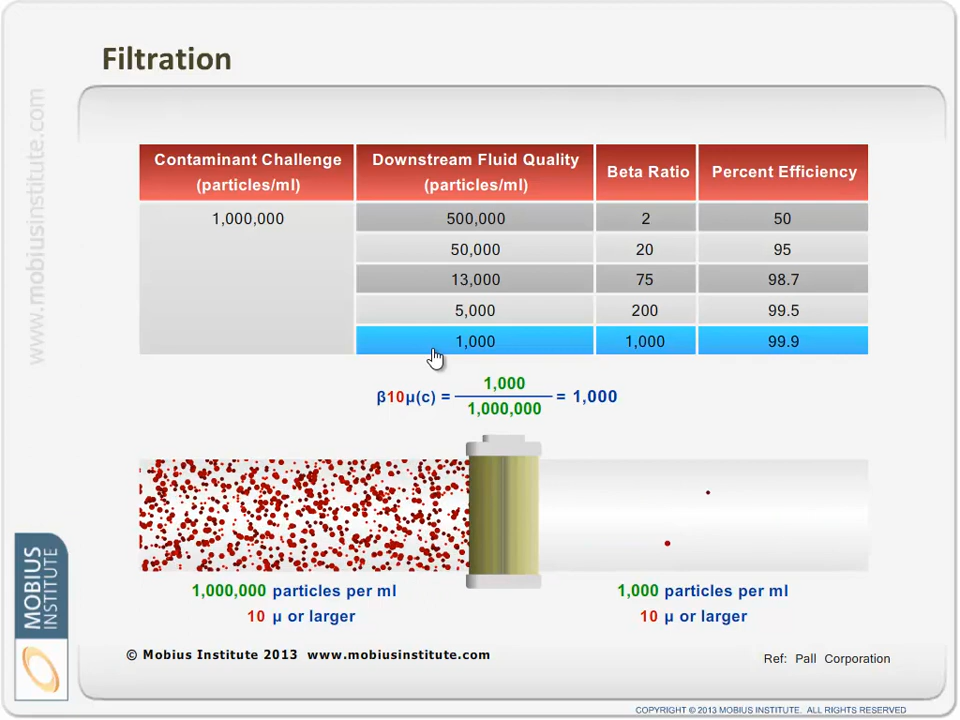 Filtration
www.mobiusinstitute.com
Contaminant Challenge (particles/ml) Downstream Fluid Quality (particles/ml) Beta Ratio Percent Efficiency
1,000,000 500,000 2 50
50,000 20 95
13,000 75 98.7
5,000 200 99.5
1,000 1,000 99.9
β10µ(c) = 1,000 / 1,000,000 = 1,000
1,000,000 particles per ml
10 µ or larger
1,000 particles per ml
10 µ or larger
MOBIUS
INSTITUTE
© Mobius Institute 2013 www.mobiusinstitute.com
Ref: Pall Corporation
COPYRIGHT © 2013 MOBIUS INSTITUTE. ALL RIGHTS RESERVED